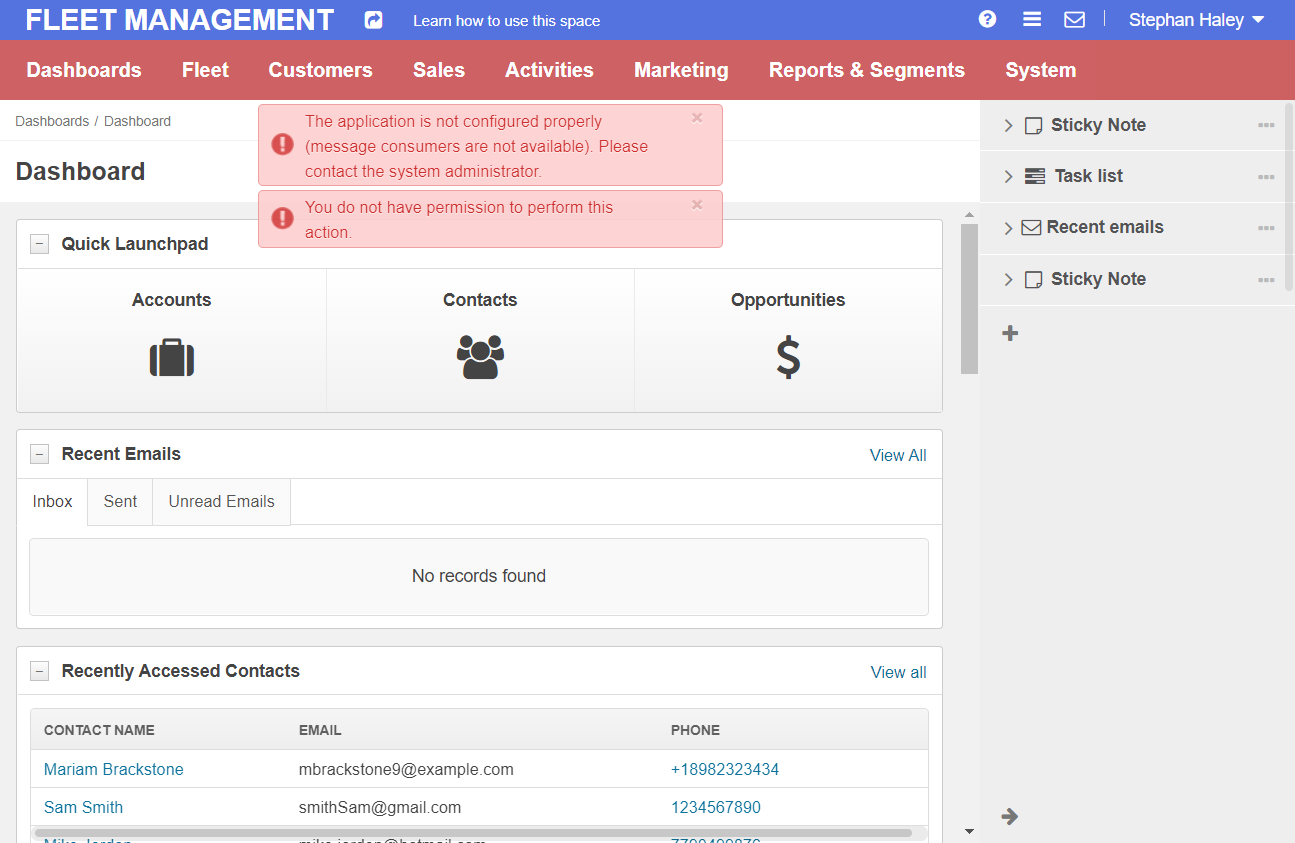 FLEET MANAGEMENT
Learn how to use this space
Stephan Haley
Dashboards
Fleet
Customers
Sales
Activities
Marketing
Reports & Segments
System
Dashboards / Dashboard
The application is not configured properly
(message consumers are not available). Please
contact the system administrator.
You do not have permission to perform this
action.
Dashboard
Quick Launchpad
Accounts
Contacts
Opportunities
Recent Emails
View All
Inbox
Sent
Unread Emails
No records found
Recently Accessed Contacts
View all
CONTACT NAME EMAIL PHONE
Mariam Brackstone mbrackstone9@example.com +18982323434
Sam Smith smithSam@gmail.com 1234567890
Sticky Note
Task list
Recent emails
Sticky Note